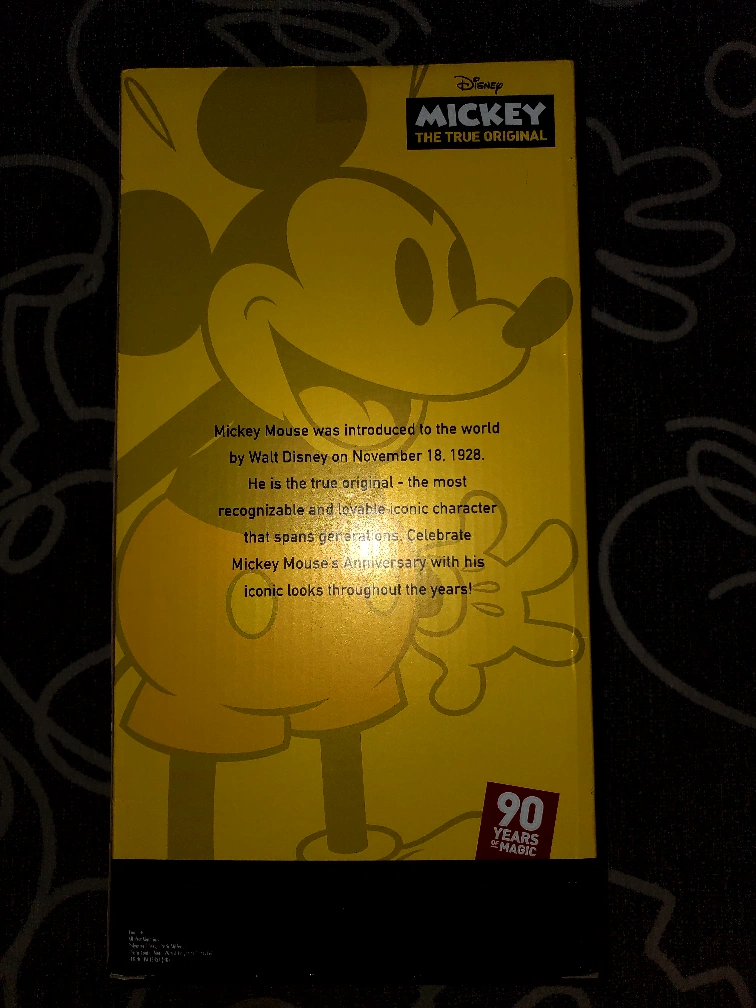 Disney
MICKEY
THE TRUE ORIGINAL
Mickey Mouse was introduced to the world
by Walt Disney on November 18, 1928.
He is the true original - the most
recognizable and lovable iconic character
that spans generations. Celebrate
Mickey Mouse's Anniversary with his
iconic looks throughout the years!
90
YEARS
OF MAGIC